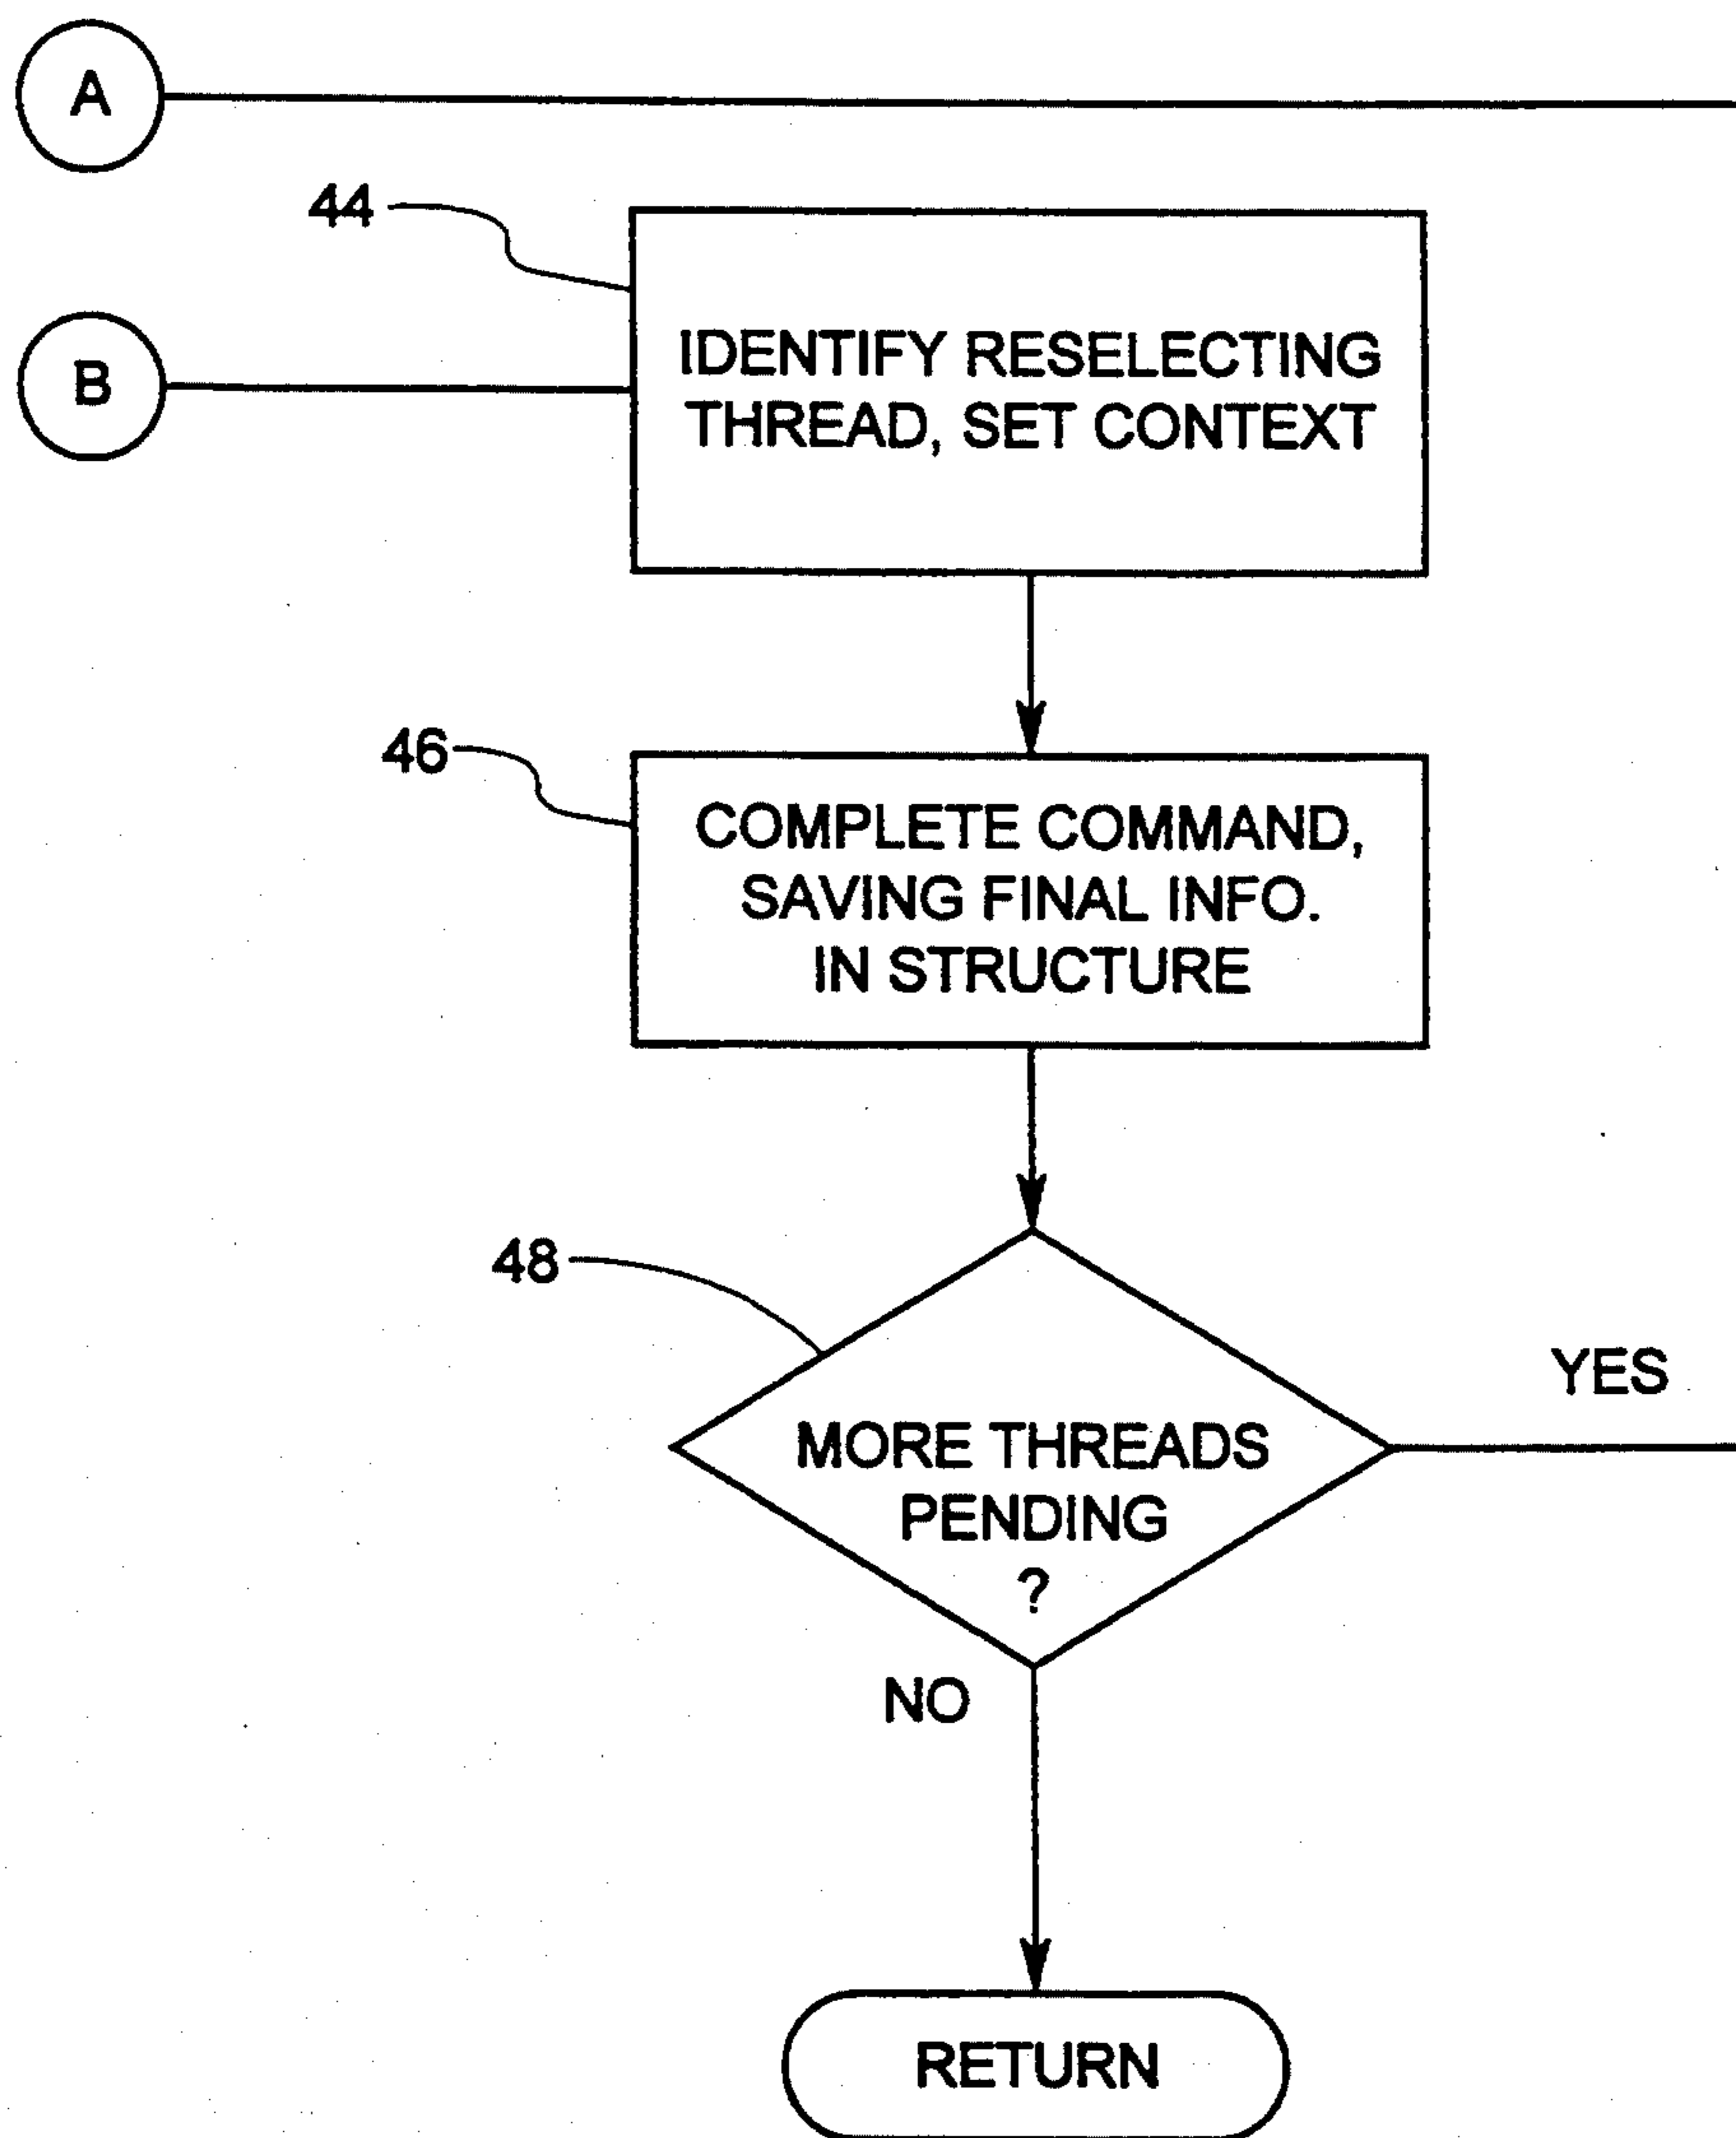 A
44
IDENTIFY RESELECTING
THREAD, SET CONTEXT
B
46
COMPLETE COMMAND,
SAVING FINAL INFO.
IN STRUCTURE
48
YES
MORE THREADS
PENDING
?
NO
RETURN